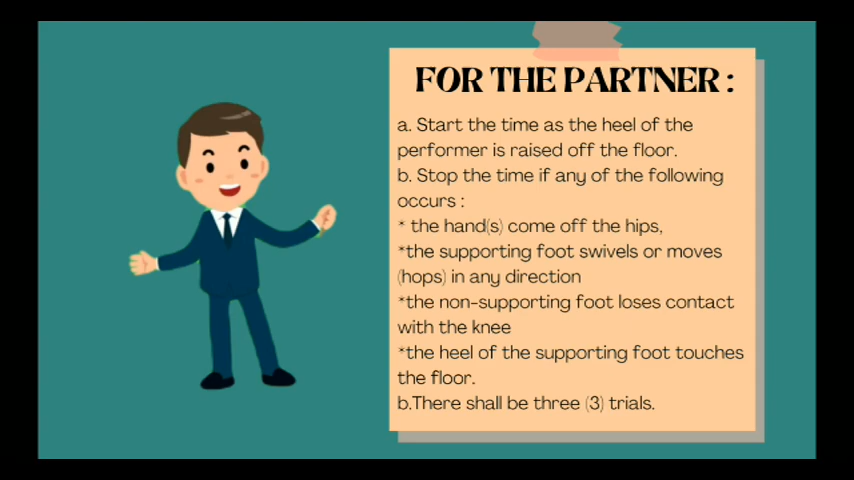 FOR THE PARTNER :
a. Start the time as the heel of the
performer is raised off the floor.
b. Stop the time if any of the following
occurs :
* the hand(s) come off the hips,
*the supporting foot swivels or moves
(hops) in any direction
*the non-supporting foot loses contact
with the knee
*the heel of the supporting foot touches
the floor.
b.There shall be three (3) trials.